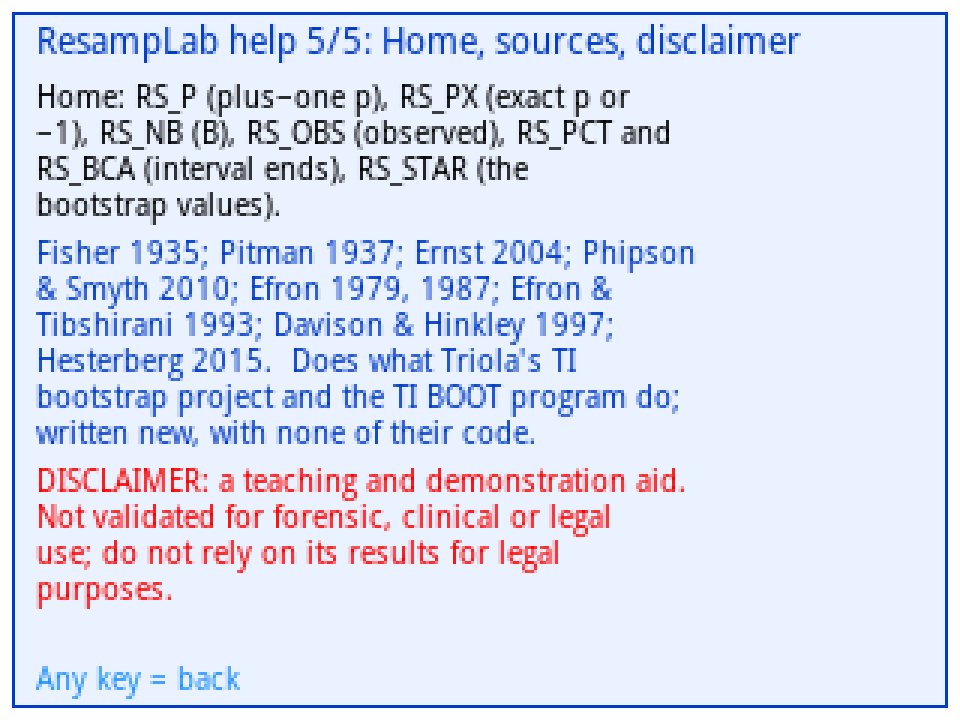 ResampLab help 5/5: Home, sources, disclaimer
Home: RS_P (plus−one p), RS_PX (exact p or
−1), RS_NB (B), RS_OBS (observed), RS_PCT and
RS_BCA (interval ends), RS_STAR (the
bootstrap values).
Fisher 1935; Pitman 1937; Ernst 2004; Phipson
& Smyth 2010; Efron 1979, 1987; Efron &
Tibshirani 1993; Davison & Hinkley 1997;
Hesterberg 2015.  Does what Triola's TI
bootstrap project and the TI BOOT program do;
written new, with none of their code.
DISCLAIMER: a teaching and demonstration aid.
Not validated for forensic, clinical or legal
use; do not rely on its results for legal
purposes.
Any key = back